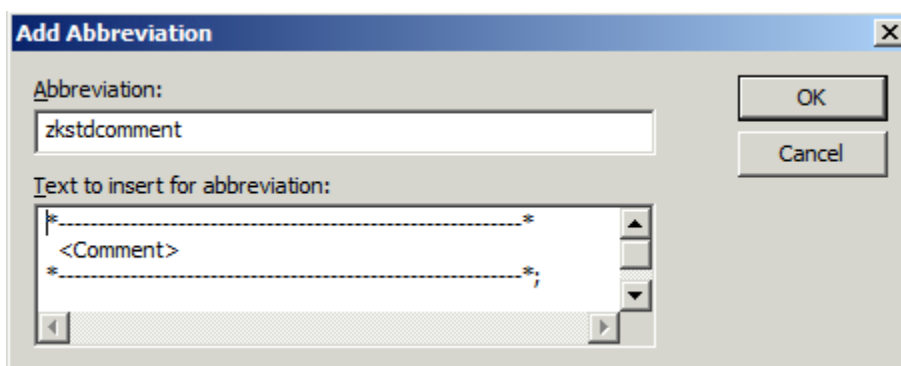 Add Abbreviation
Abbreviation:
OK
zkstdcomment
Cancel
Text to insert for abbreviation:
*----------------------------------------------------------*
<Comment>
*----------------------------------------------------------*;